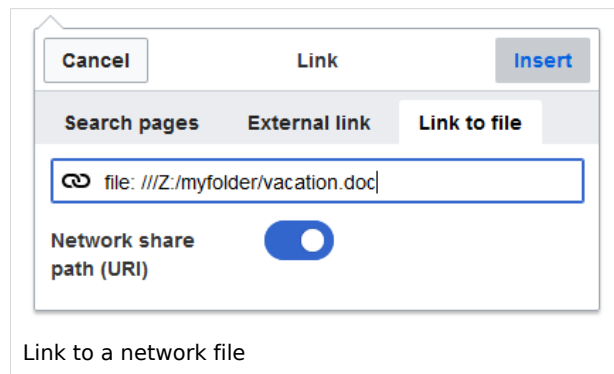 Cancel Link Insert
Search pages External link Link to file
file: ///Z:/myfolder/vacation.doc
Network share
path (URI)
Link to a network file